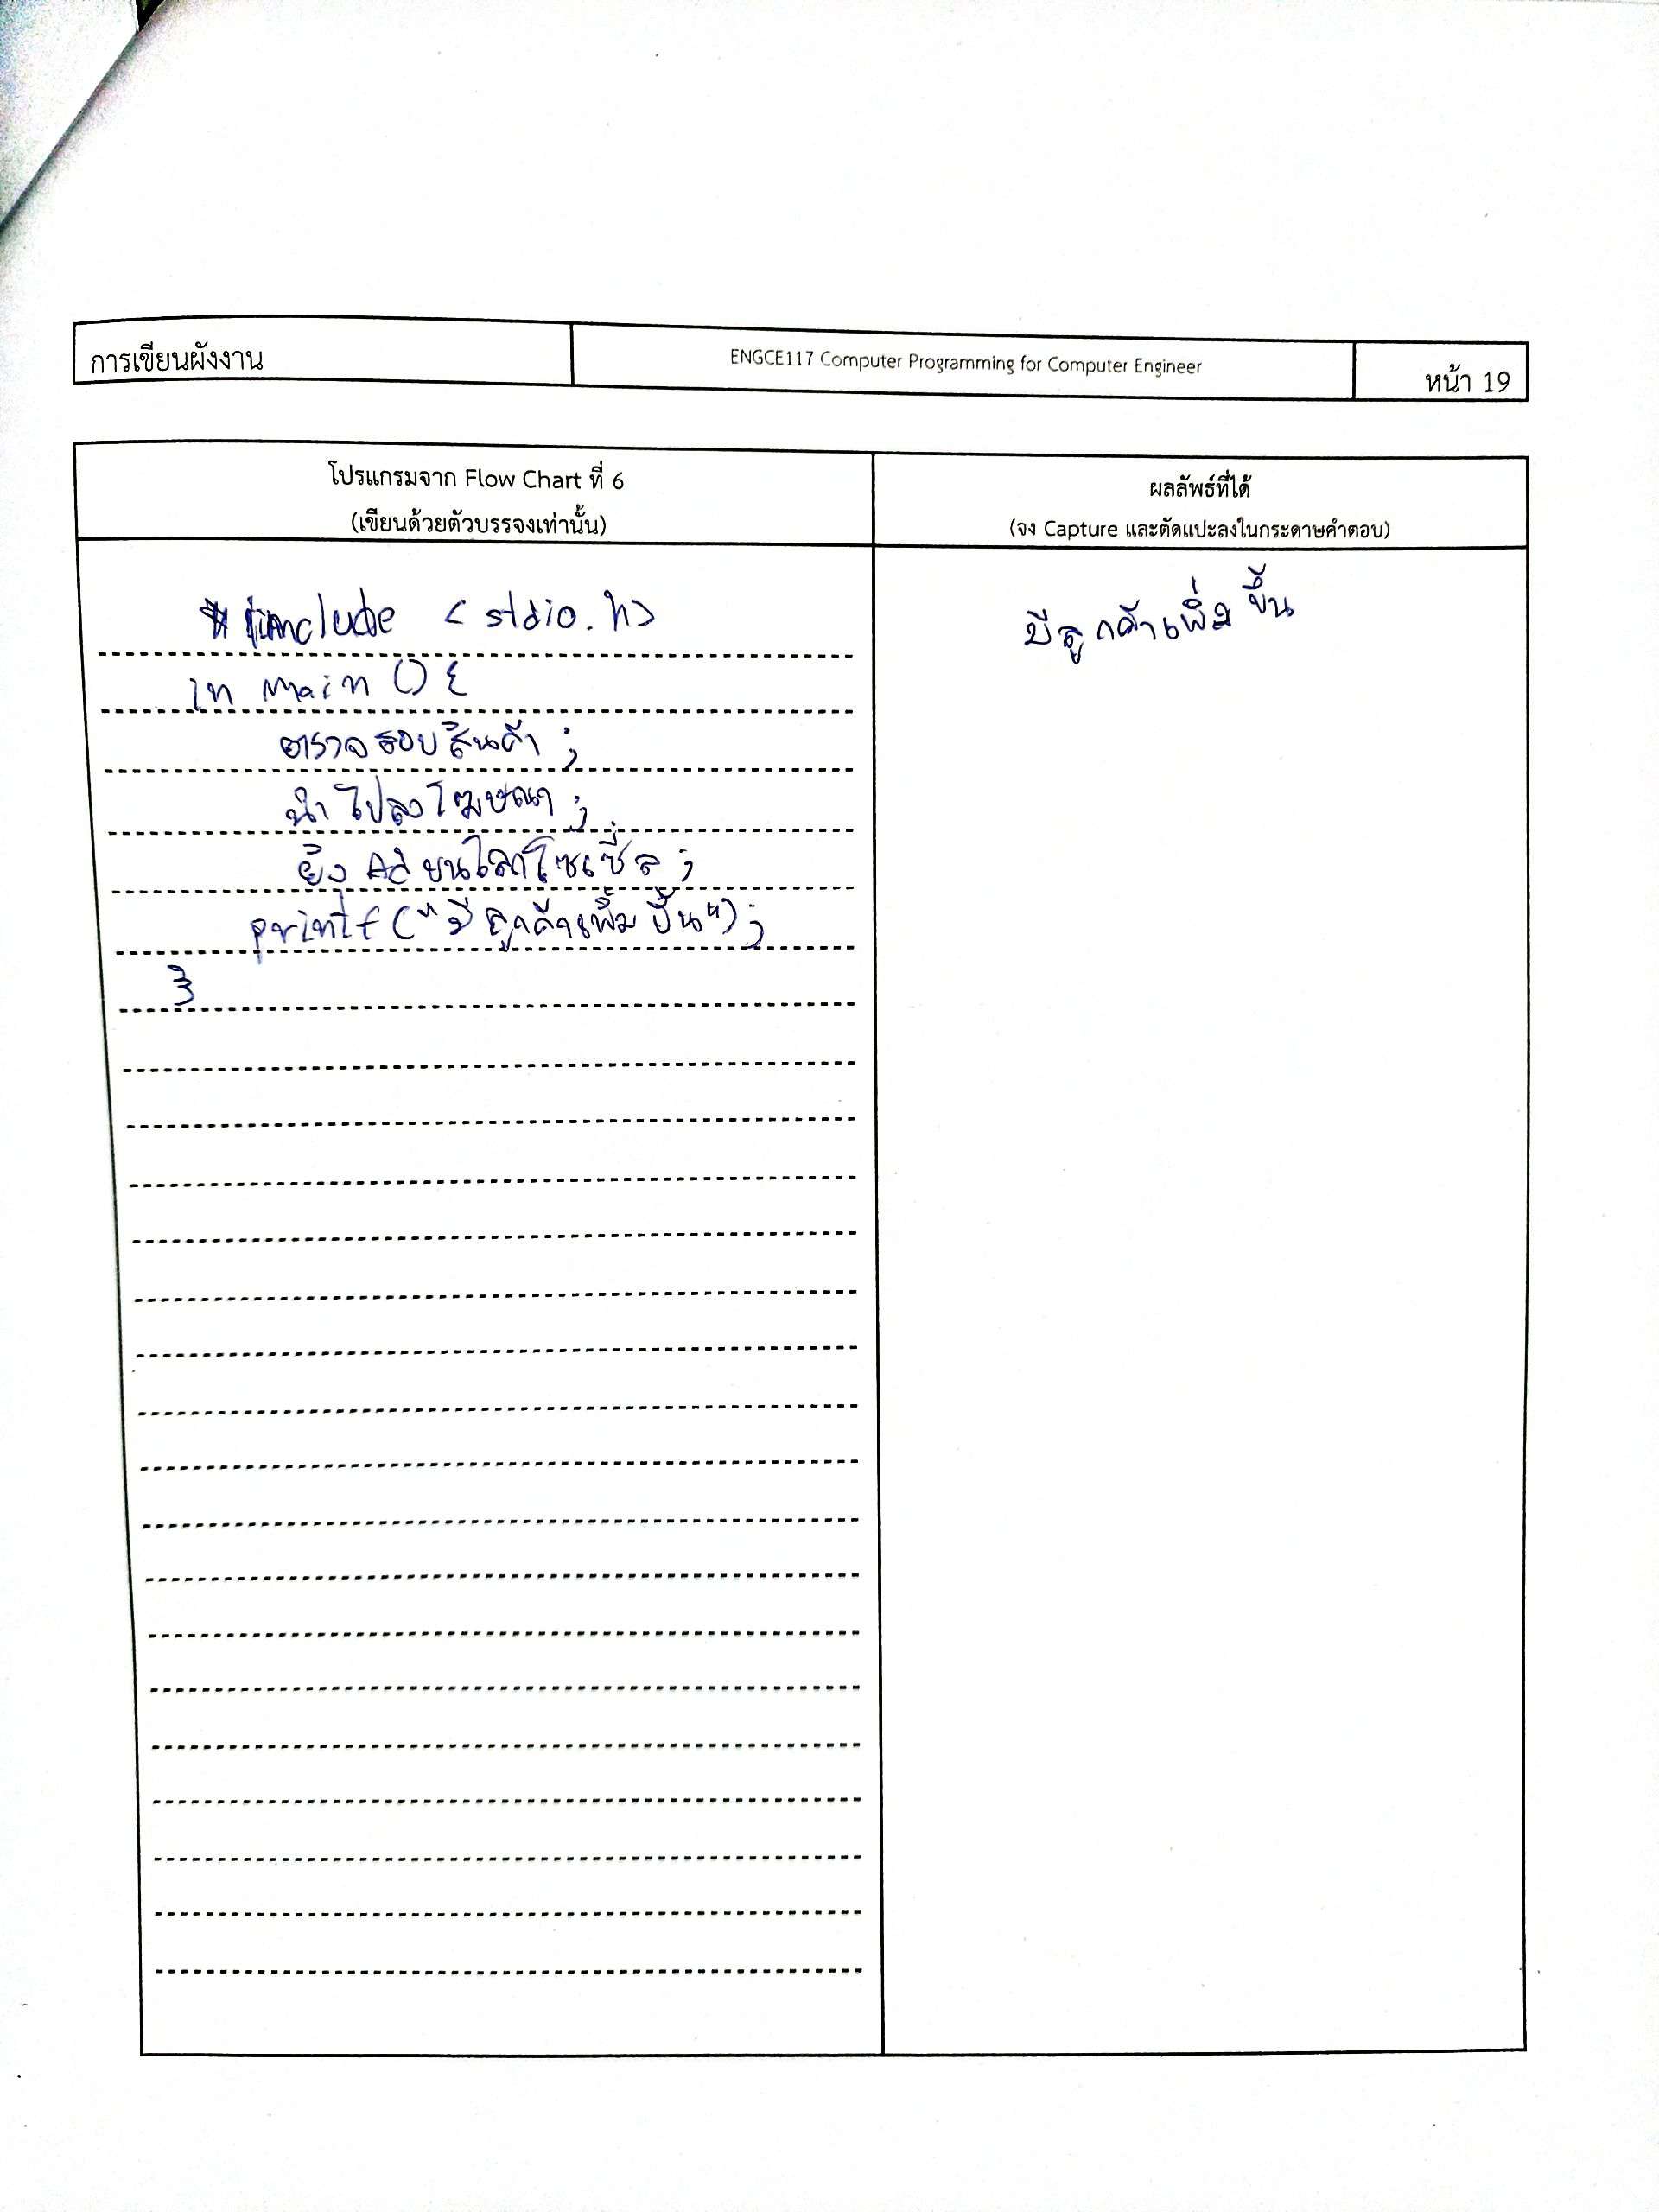 การเขียนผังงาน
ENGCE117 Computer Programming for Computer Engineer
หน้า 19
โปรแกรมจาก Flow Chart ที่ 6
(เขียนด้วยตัวบรรจงเท่านั้น)
#include <stdio.h>
in main () {
ตรวจสอบสินค้า ;
นำไปลงโฆษณา ;
ยิง Ad บนโลกโซเชี่ล ;
printf ("มีลูกค้าเพิ่มขึ้น") ;
}
ผลลัพธ์ที่ได้
(จง Capture และตัดแปะลงในกระดาษคำตอบ)
มีลูกค้าเพิ่มขึ้น